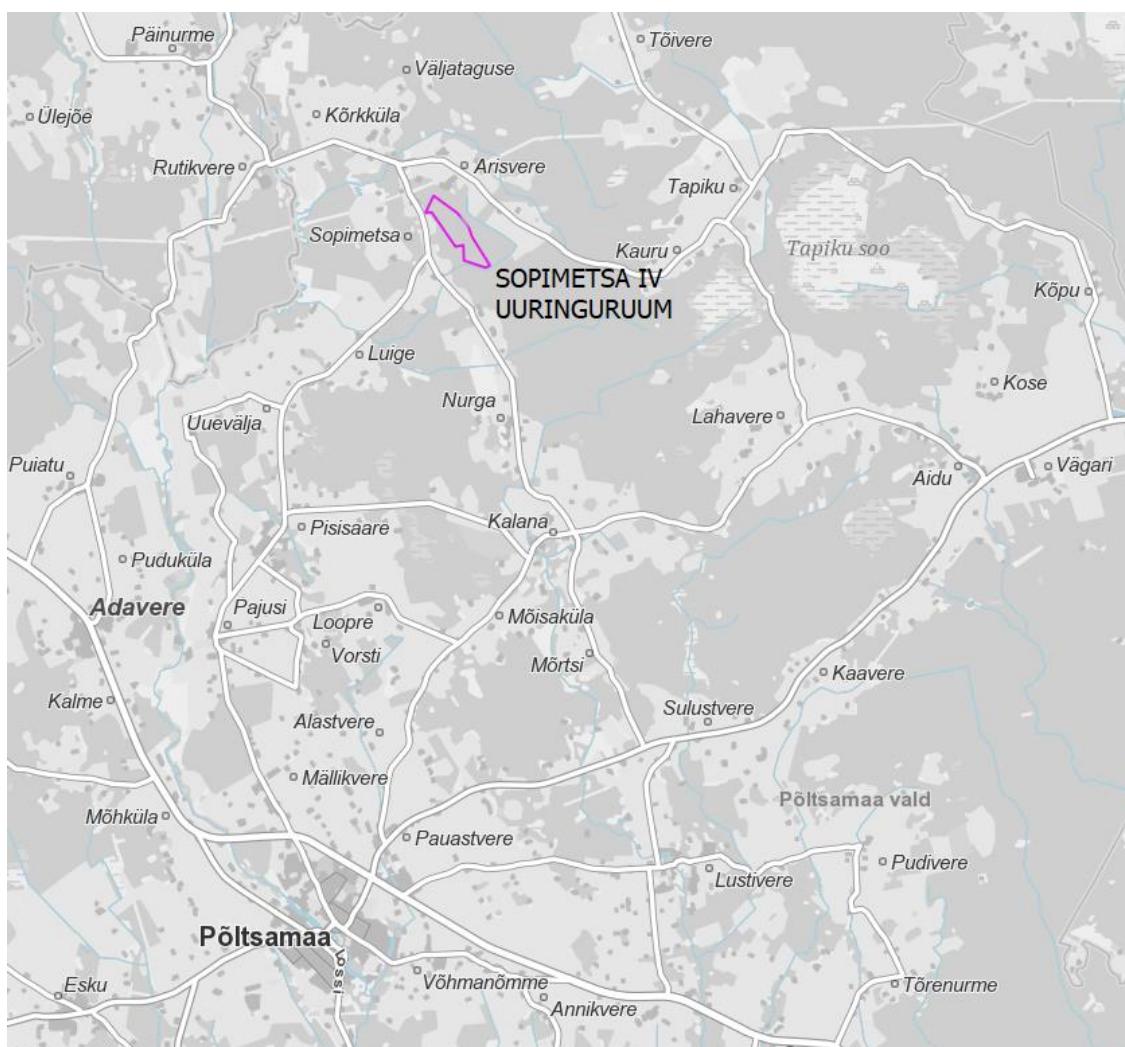 Päinurme
Tõivere
Väljataguse
Ülejõe
Kõrkküla
Rutikvere
Arisvere
Tapiku
Sopimetsa
Kauru
Tapiku soo
SOPIMETSA IV
UURINGURUUM
Kõpu
Luige
Kose
Uuevälja
Nurga
Lahavere
Puiatu
Aidu
Vägari
Pisisaare
Kalana
Puduküla
Adavere
Pajusi
Loopre
Mõisaküla
Vorsti
Mõrtsi
Kaavere
Kalme
Sulustvere
Alastvere
Mällikvere
Põltsamaa vald
Mõhküla
Pauastvere
Pudivere
Lustivere
Põltsamaa
Lossi
Esku
Võhmanõmme
Tõrenurme
Annikvere